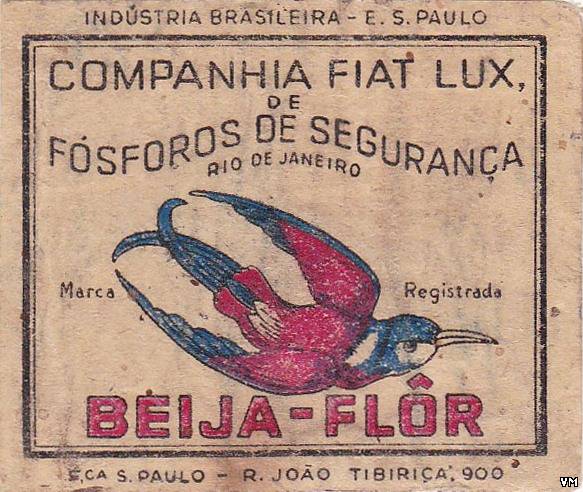 INDÚSTRIA BRASILEIRA - E. S. PAULO
COMPANHIA FIAT LUX,
DE
FÓSFOROS DE SEGURANÇA
RIO DE JANEIRO
Marca Registrada
BEIJA-FLÔR
F.CA S. PAULO - R. JOÃO TIBIRIÇÁ, 900
VM